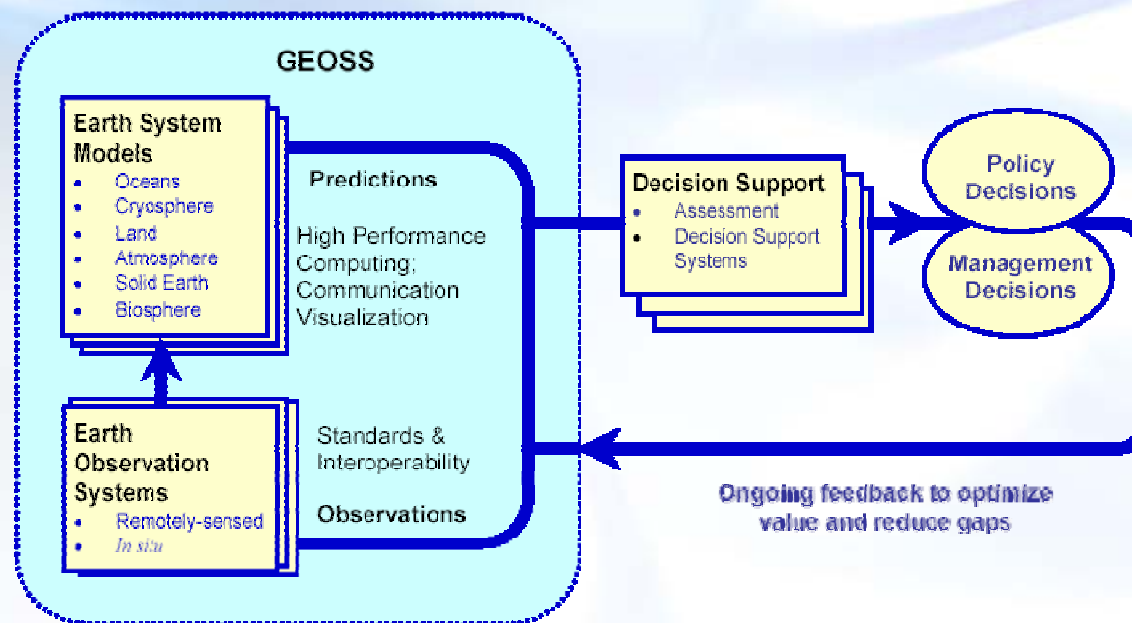 GEOSS
Earth System
Models
• Oceans
• Cryosphere
• Land
• Atmosphere
• Solid Earth
• Biosphere
Predictions
High Performance
Computing;
Communication
Visualization
Earth
Observation
Systems
• Remotely-sensed
• In situ
Standards &
Interoperability
Observations
Decision Support
• Assessment
• Decision Support
Systems
Policy
Decisions
Management
Decisions
Ongoing feedback to optimize
value and reduce gaps